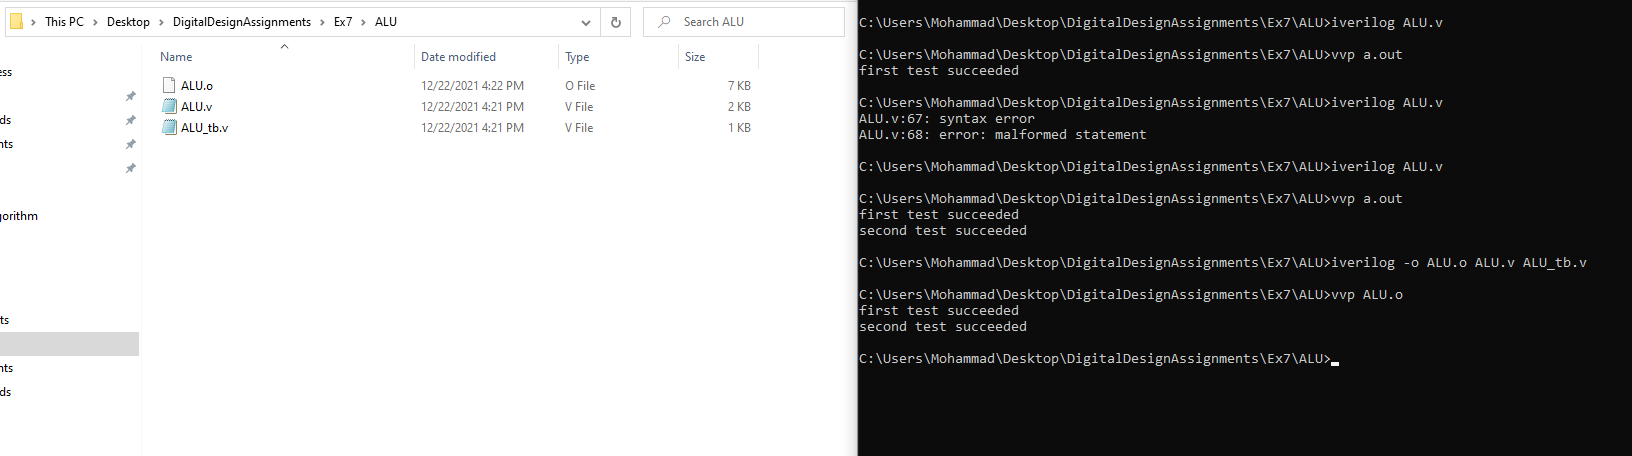 This PC > Desktop > DigitalDesignAssignments > Ex7 > ALU
Search ALU
Name Date modified Type Size
ALU.o 12/22/2021 4:22 PM O File 7 KB
ALU.v 12/22/2021 4:21 PM V File 2 KB
ALU_tb.v 12/22/2021 4:21 PM V File 1 KB
ess
ds
nts
gorithm
ts
nts
ds
C:\Users\Mohammad\Desktop\DigitalDesignAssignments\Ex7\ALU>iverilog ALU.v
C:\Users\Mohammad\Desktop\DigitalDesignAssignments\Ex7\ALU>vvp a.out
first test succeeded
C:\Users\Mohammad\Desktop\DigitalDesignAssignments\Ex7\ALU>iverilog ALU.v
ALU.v:67: syntax error
ALU.v:68: error: malformed statement
C:\Users\Mohammad\Desktop\DigitalDesignAssignments\Ex7\ALU>iverilog ALU.v
C:\Users\Mohammad\Desktop\DigitalDesignAssignments\Ex7\ALU>vvp a.out
first test succeeded
second test succeeded
C:\Users\Mohammad\Desktop\DigitalDesignAssignments\Ex7\ALU>iverilog -o ALU.o ALU.v ALU_tb.v
C:\Users\Mohammad\Desktop\DigitalDesignAssignments\Ex7\ALU>vvp ALU.o
first test succeeded
second test succeeded
C:\Users\Mohammad\Desktop\DigitalDesignAssignments\Ex7\ALU>